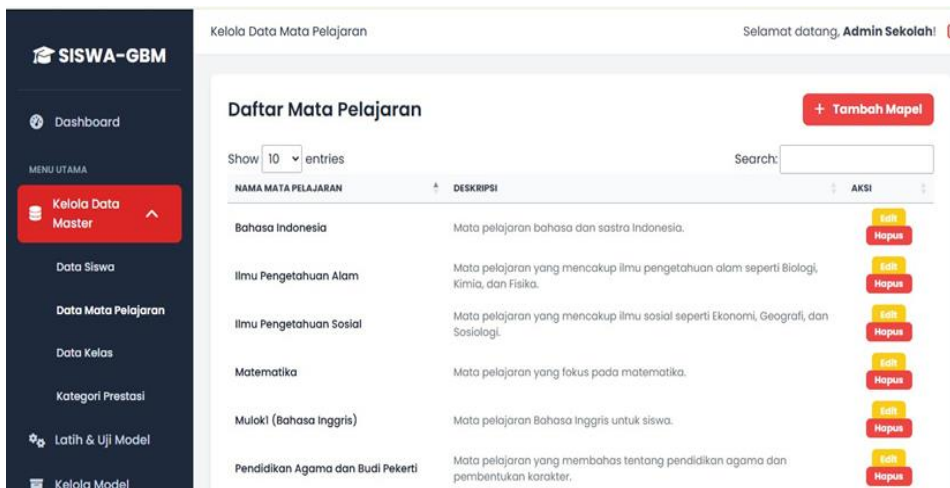 SISWA-GBM
Dashboard
MENU UTAMA
Kelola Data
Master
Data Siswa
Data Mata Pelajaran
Data Kelas
Kategori Prestasi
Latih & Uji Model
Kelola Model
Kelola Data Mata Pelajaran
Selamat datang, Admin Sekolah!
Daftar Mata Pelajaran
+ Tambah Mapel
Show 10 entries
Search:
NAMA MATA PELAJARAN DESKRIPSI AKSI
Bahasa Indonesia
Mata pelajaran bahasa dan sastra Indonesia.
Edit
Hapus
Ilmu Pengetahuan Alam
Mata pelajaran yang mencakup ilmu pengetahuan alam seperti Biologi,
Kimia, dan Fisika.
Edit
Hapus
Ilmu Pengetahuan Sosial
Mata pelajaran yang mencakup ilmu sosial seperti Ekonomi, Geografi, dan
Sosiologi.
Edit
Hapus
Matematika
Mata pelajaran yang fokus pada matematika.
Edit
Hapus
Mulok1 (Bahasa Inggris)
Mata pelajaran Bahasa Inggris untuk siswa.
Edit
Hapus
Pendidikan Agama dan Budi Pekerti
Mata pelajaran yang membahas tentang pendidikan agama dan
pembentukan karakter.
Edit
Hapus